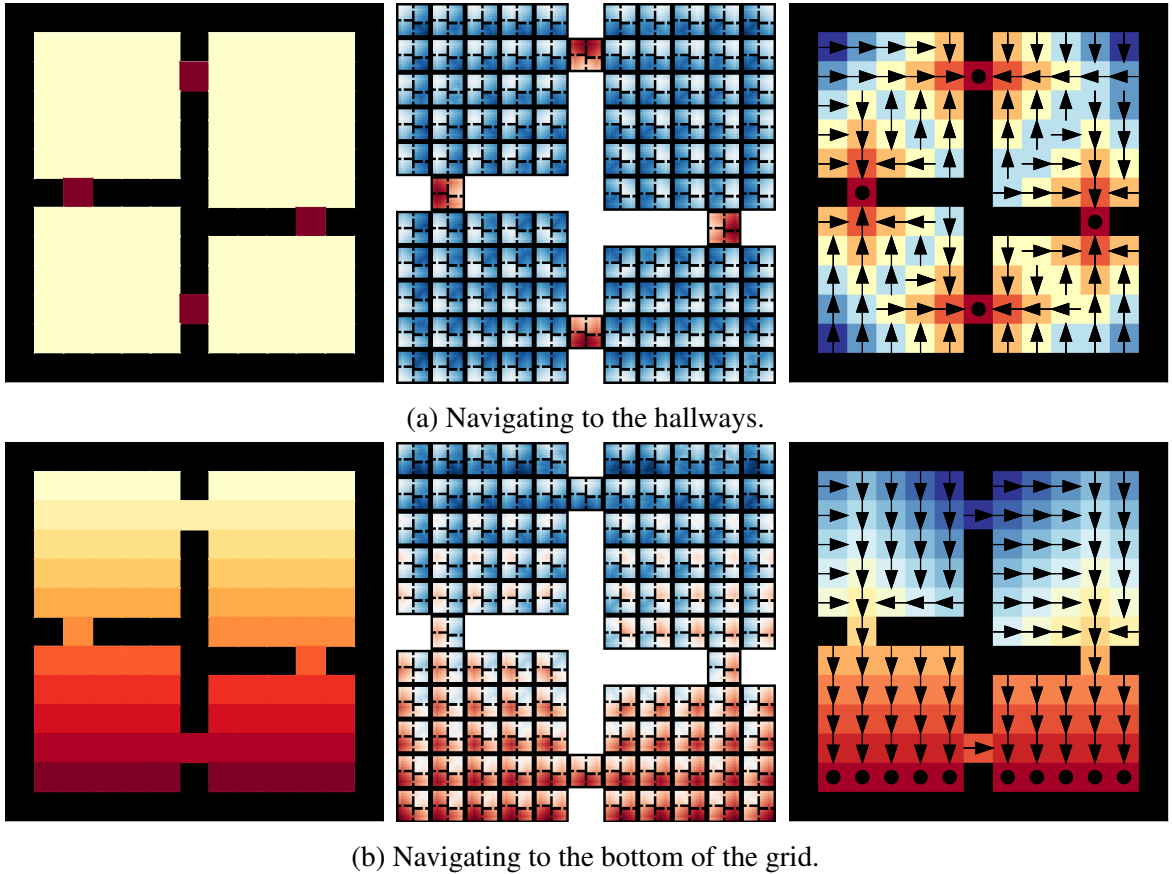 (a) Navigating to the hallways.
(b) Navigating to the bottom of the grid.